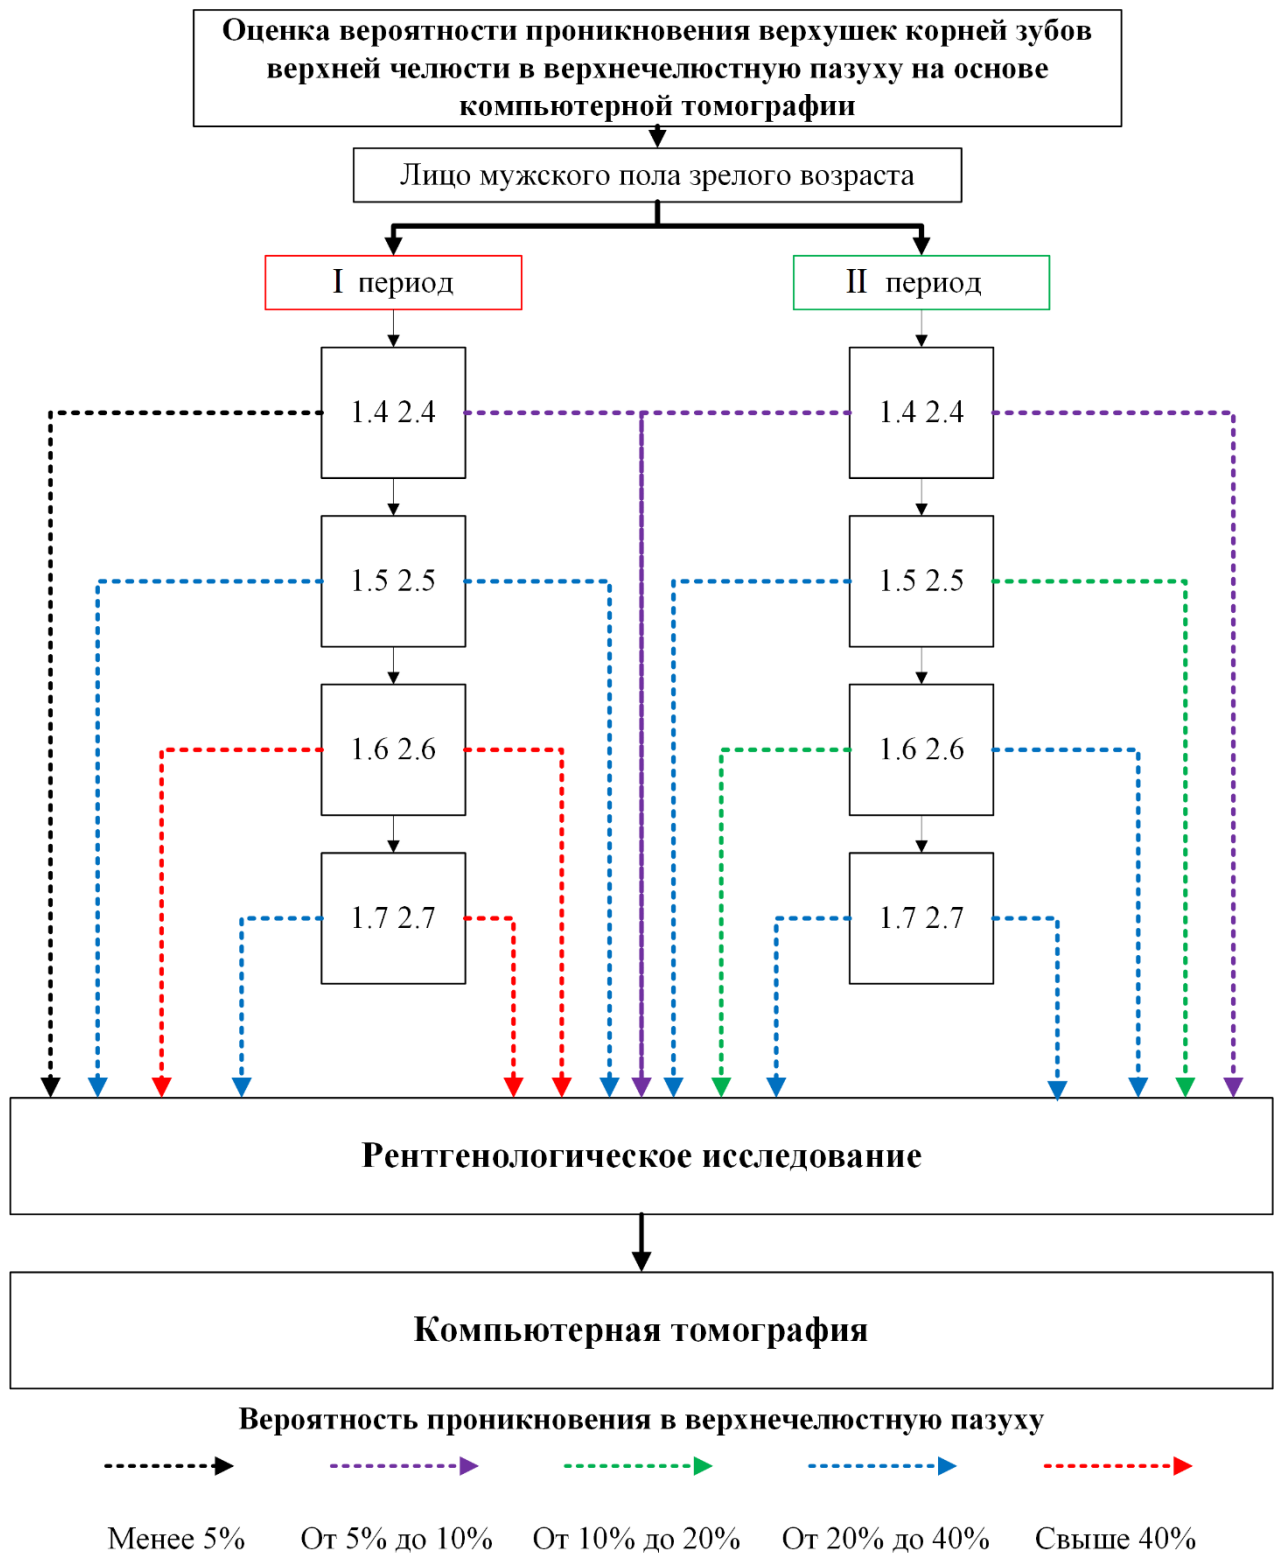 Оценка вероятности проникновения верхушек корней зубов
верхней челюсти в верхнечелюстную пазуху на основе
компьютерной томографии
Лицо мужского пола зрелого возраста
I период
II период
1.4 2.4
1.4 2.4
1.5 2.5
1.5 2.5
1.6 2.6
1.6 2.6
1.7 2.7
1.7 2.7
Рентгенологическое исследование
Компьютерная томография
Вероятность проникновения в верхнечелюстную пазуху
Менее 5%
От 5% до 10%
От 10% до 20%
От 20% до 40%
Свыше 40%